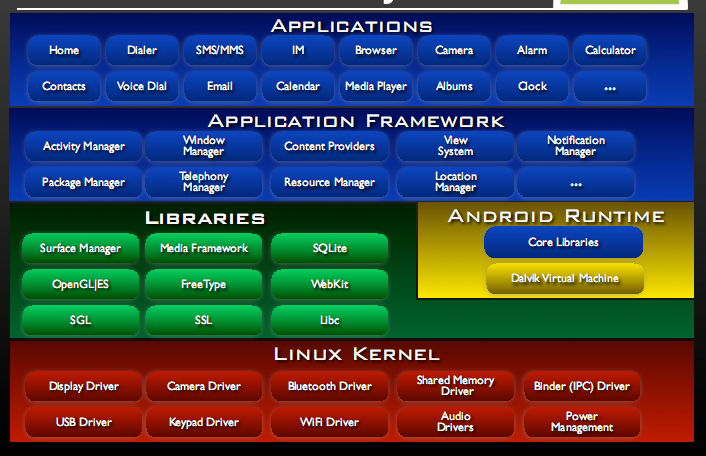 APPLICATIONS
Home Dialer SMS/MMS IM Browser Camera Alarm Calculator
Contacts Voice Dial Email Calendar Media Player Albums Clock ...
APPLICATION FRAMEWORK
Activity Manager Window Manager Content Providers View System Notification Manager
Package Manager Telephony Manager Resource Manager Location Manager ...
LIBRARIES
Surface Manager Media Framework SQLite
OpenGL|ES FreeType WebKit
SGL SSL Libc
ANDROID RUNTIME
Core Libraries
Dalvik Virtual Machine
LINUX KERNEL
Display Driver Camera Driver Bluetooth Driver Shared Memory Driver Binder (IPC) Driver
USB Driver Keypad Driver WiFi Driver Audio Drivers Power Management